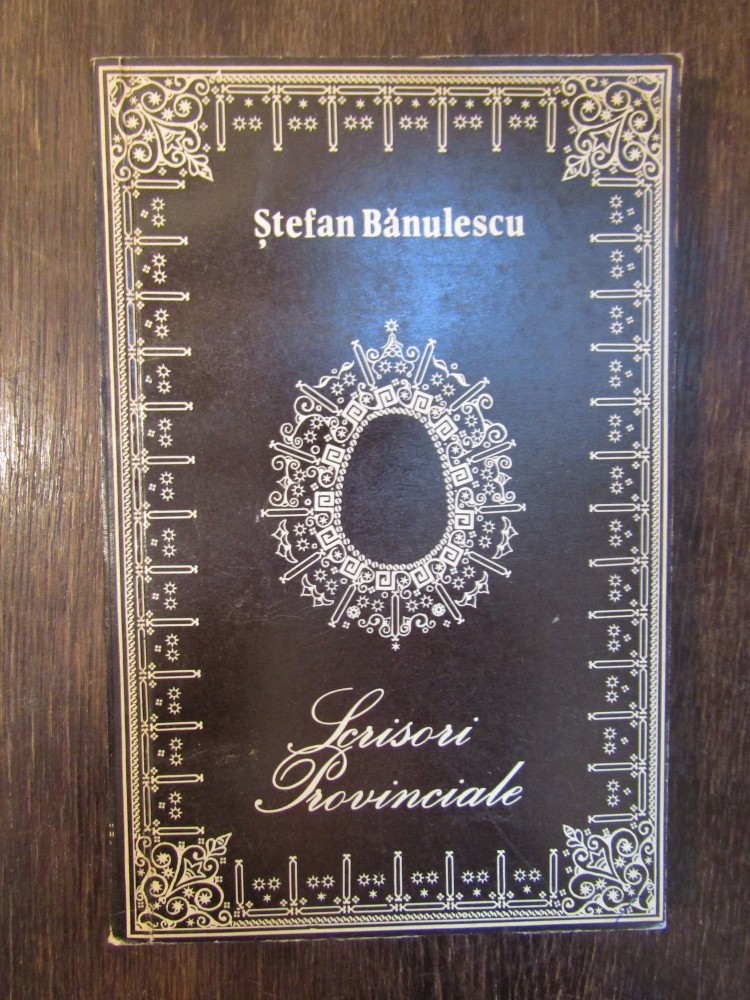 Ștefan Bănulescu
Scrisori
Provinciale